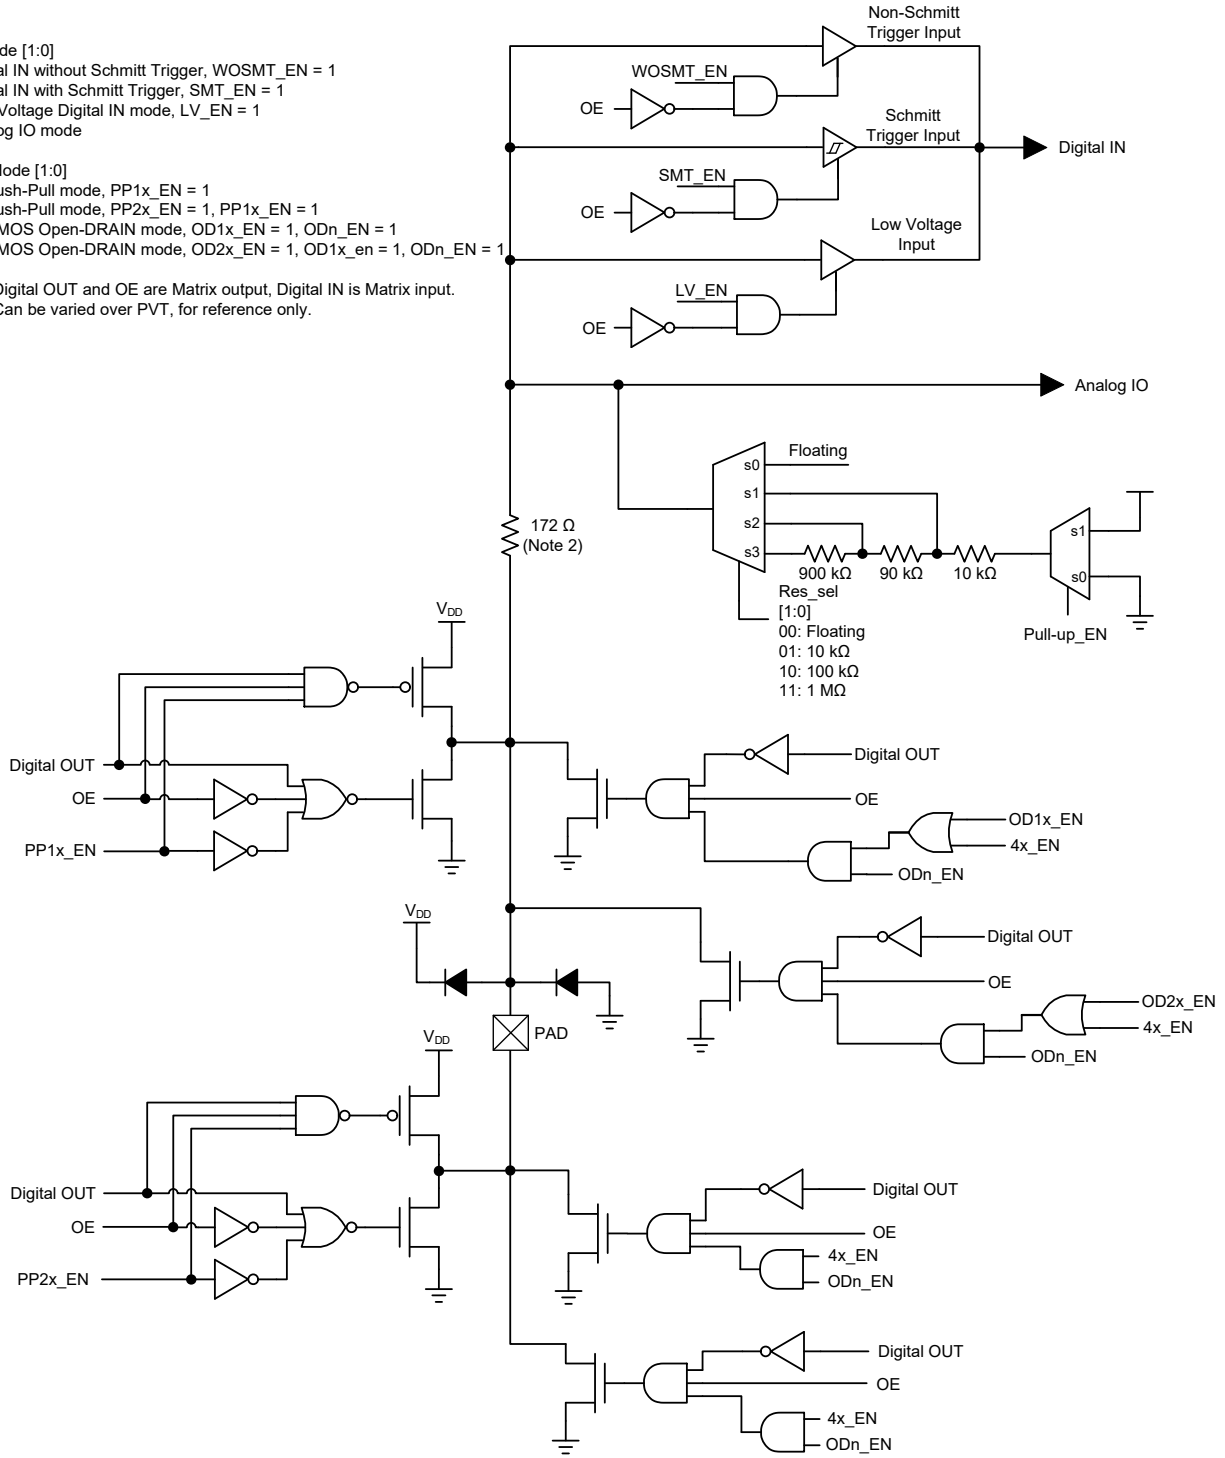 de [1:0]
al IN without Schmitt Trigger, WOSMT_EN = 1
al IN with Schmitt Trigger, SMT_EN = 1
Voltage Digital IN mode, LV_EN = 1
og IO mode
Mode [1:0]
ush-Pull mode, PP1x_EN = 1
ush-Pull mode, PP2x_EN = 1, PP1x_EN = 1
MOS Open-DRAIN mode, OD1x_EN = 1, ODn_EN = 1
MOS Open-DRAIN mode, OD2x_EN = 1, OD1x_en = 1, ODn_EN = 1
Digital OUT and OE are Matrix output, Digital IN is Matrix input.
Can be varied over PVT, for reference only.
Non-Schmitt
Trigger Input
WOSMT_EN
OE
Schmitt
Trigger Input
Digital IN
SMT_EN
OE
Low Voltage
Input
LV_EN
OE
Analog IO
Floating
s0
s1
s2
s3
900 kΩ
90 kΩ
10 kΩ
s1
s0
Pull-up_EN
172 Ω
(Note 2)
Res_sel
[1:0]
00: Floating
01: 10 kΩ
10: 100 kΩ
11: 1 MΩ
VDD
Digital OUT
OE
PP1x_EN
Digital OUT
OE
OD1x_EN
4x_EN
ODn_EN
VDD
Digital OUT
OE
OD2x_EN
4x_EN
ODn_EN
PAD
VDD
Digital OUT
OE
PP2x_EN
Digital OUT
OE
4x_EN
ODn_EN
Digital OUT
OE
4x_EN
ODn_EN